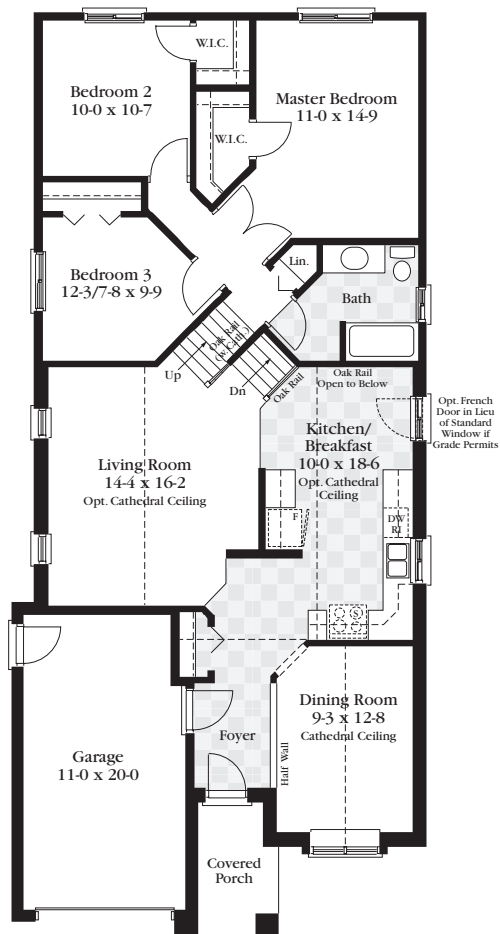 W.I.C.
Bedroom 2
10-0 x 10-7
Master Bedroom
11-0 x 14-9
W.I.C.
Lin.
Bedroom 3
12-3/7-8 x 9-9
Bath
Oak Rail
(w.Cath.)
Up
Dn
Oak Rail
Oak Rail
Open to Below
Opt. French
Door in Lieu
of Standard
Window if
Grade Permits
Kitchen/
Breakfast
10-0 x 18-6
Opt. Cathedral
Ceiling
Living Room
14-4 x 16-2
Opt. Cathedral Ceiling
F
DW
RI
S
Dining Room
9-3 x 12-8
Cathedral Ceiling
Foyer
Half Wall
Garage
11-0 x 20-0
Covered
Porch